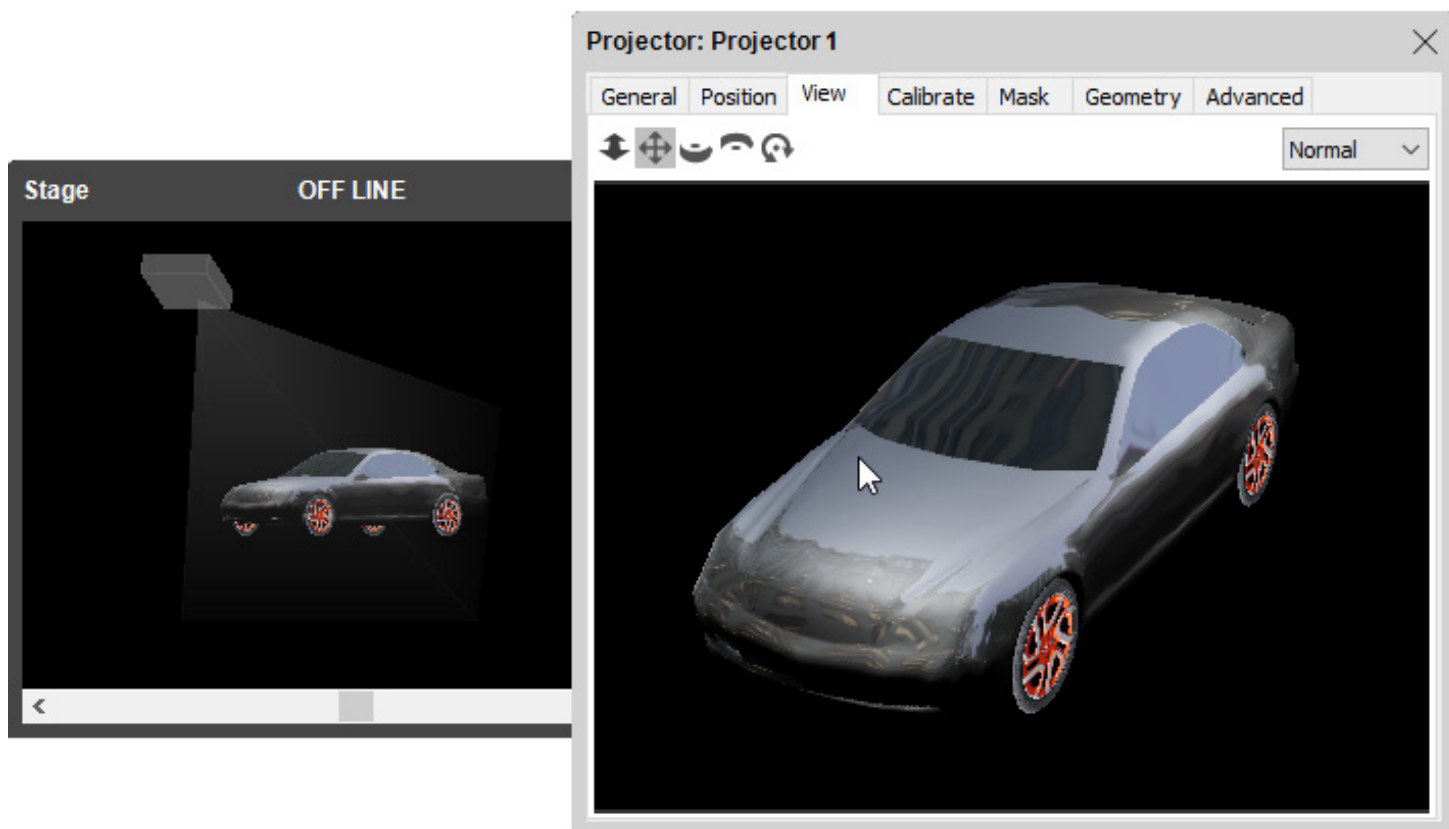 Projector: Projector 1
General Position View Calibrate Mask Geometry Advanced
Normal
Stage OFF LINE